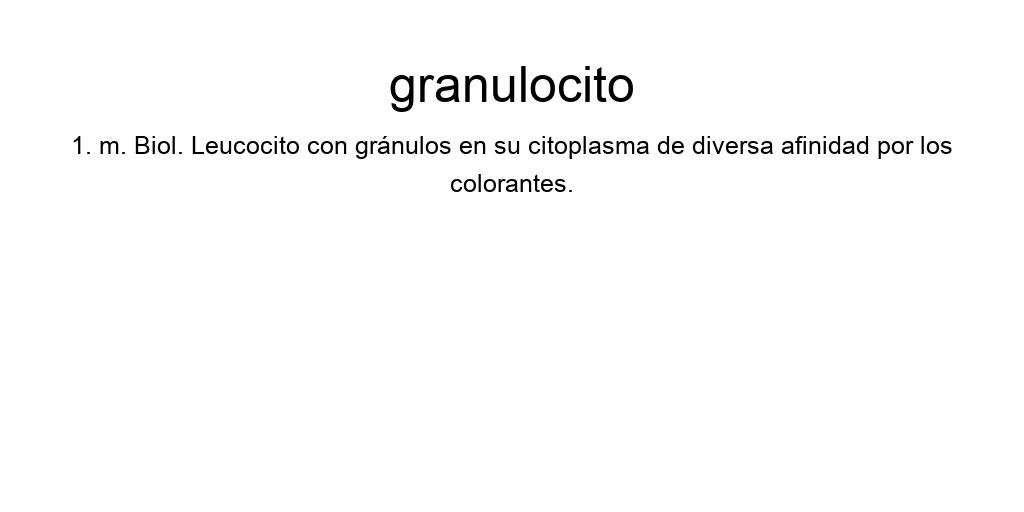 granulocito
1. m. Biol. Leucocito con gránulos en su citoplasma de diversa afinidad por los
colorantes.